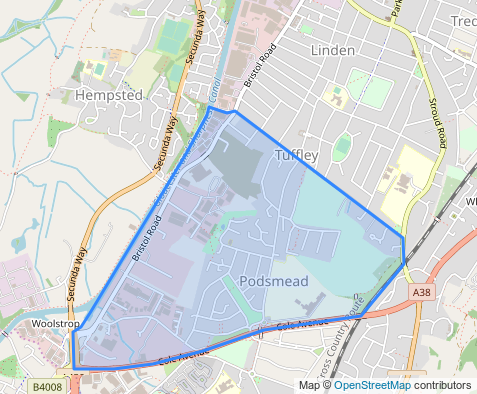 Secunda Way
Park
Tred
Linden
Bristol Road
Hempsted
Canal
Stroud Road
Secunda Way
Tuffley
Bristol Road
Secunda Way
Podsmead
A38
Woolstrop
Cole Avenue
Cole Avenue
Cross Country Route
B4008
Map © OpenStreetMap contributors